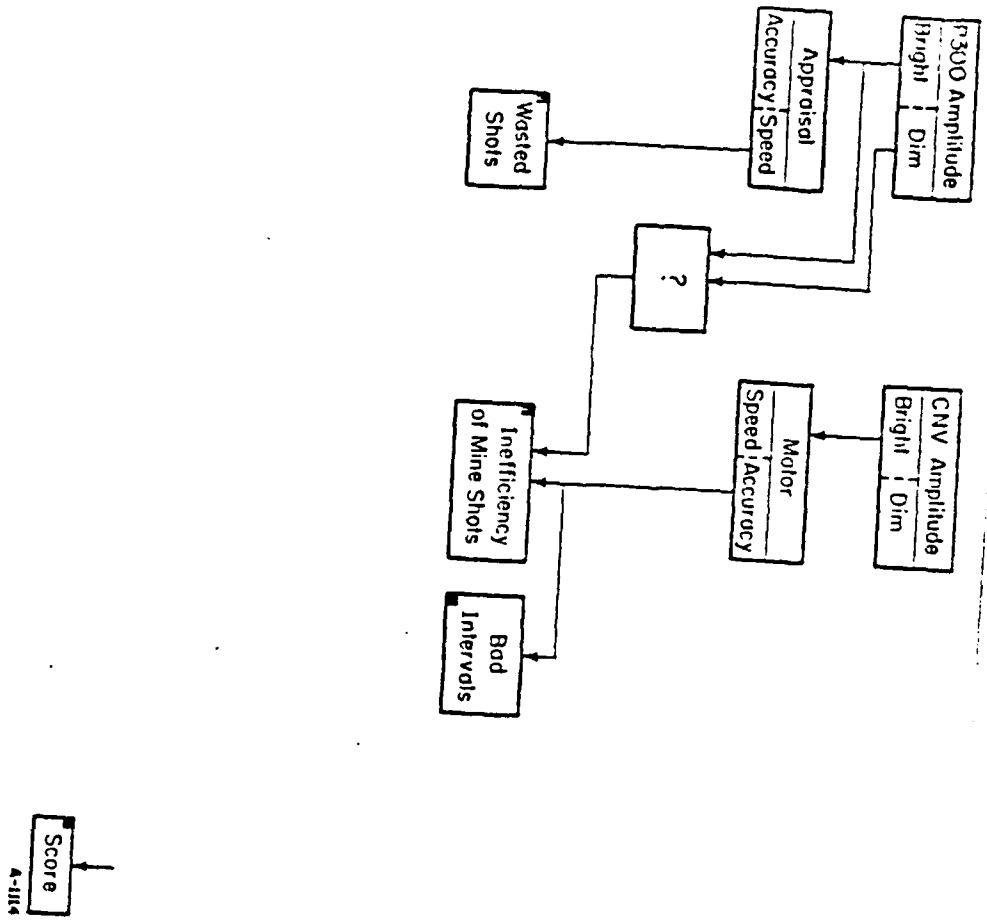 P300 Amplitude
Bright Dim
Appraisal
Accuracy Speed
Wasted
Shots
?
CNV Amplitude
Bright Dim
Motor
Speed Accuracy
Inefficiency
of Mine Shots
Bad
Intervals
Score
A-1114